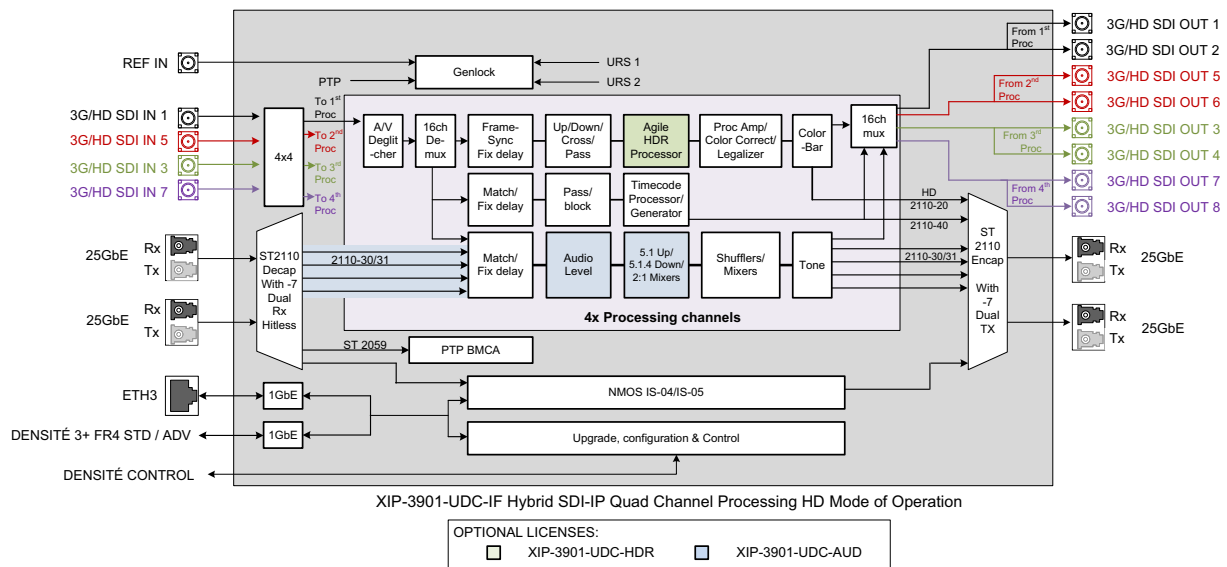 3G/HD SDI OUT 1
From 1st
Proc
3G/HD SDI OUT 2
REF IN
Genlock
URS 1
URS 2
PTP
From 2nd
Proc
3G/HD SDI OUT 5
3G/HD SDI OUT 6
3G/HD SDI IN 1
3G/HD SDI IN 5
3G/HD SDI IN 3
3G/HD SDI IN 7
4x4
To 1st
Proc
To 2nd
Proc
To 3rd
Proc
To 4th
Proc
A/V
Deglit
-cher
16ch
De-
mux
Frame-
Sync
Fix delay
Up/Down/
Cross/
Pass
Agile
HDR
Processor
Proc Amp/
Color Correct/
Legalizer
Color
-Bar
16ch
mux
From 3rd
Proc
3G/HD SDI OUT 3
3G/HD SDI OUT 4
From 4th
Proc
3G/HD SDI OUT 7
3G/HD SDI OUT 8
Match/
Fix delay
Pass/
block
Timecode
Processor/
Generator
HD
2110-20
2110-40
25GbE
Rx
Tx
25GbE
Rx
Tx
ST2110
Decap
With -7
Dual
Rx
Hitless
2110-30/31
Match/
Fix delay
Audio
Level
5.1 Up/
5.1.4 Down/
2:1 Mixers
Shufflers/
Mixers
Tone
2110-30/31
ST
2110
Encap
With
-7
Dual
TX
Rx
Tx
25GbE
Rx
Tx
25GbE
4x Processing channels
ST 2059
PTP BMCA
ETH3
1GbE
NMOS IS-04/IS-05
DENSITÉ 3+ FR4 STD / ADV
1GbE
Upgrade, configuration & Control
DENSITÉ CONTROL
XIP-3901-UDC-IF Hybrid SDI-IP Quad Channel Processing HD Mode of Operation
OPTIONAL LICENSES:
XIP-3901-UDC-HDR
XIP-3901-UDC-AUD